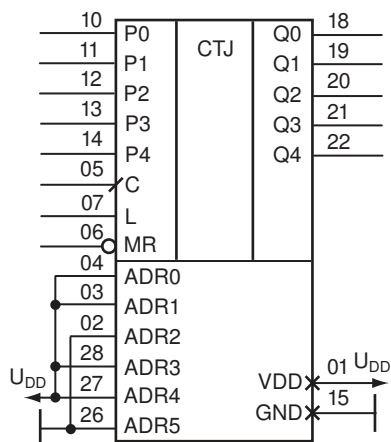 10 P0 CTJ Q0 18
11 P1 Q1 19
12 P2 Q2 20
13 P3 Q3 21
14 P4 Q4 22
05 C
07 L
06 MR
04 ADR0
03 ADR1
02 ADR2
28 ADR3
U_DD 27 ADR4 VDD 01 U_DD
26 ADR5 GND 15